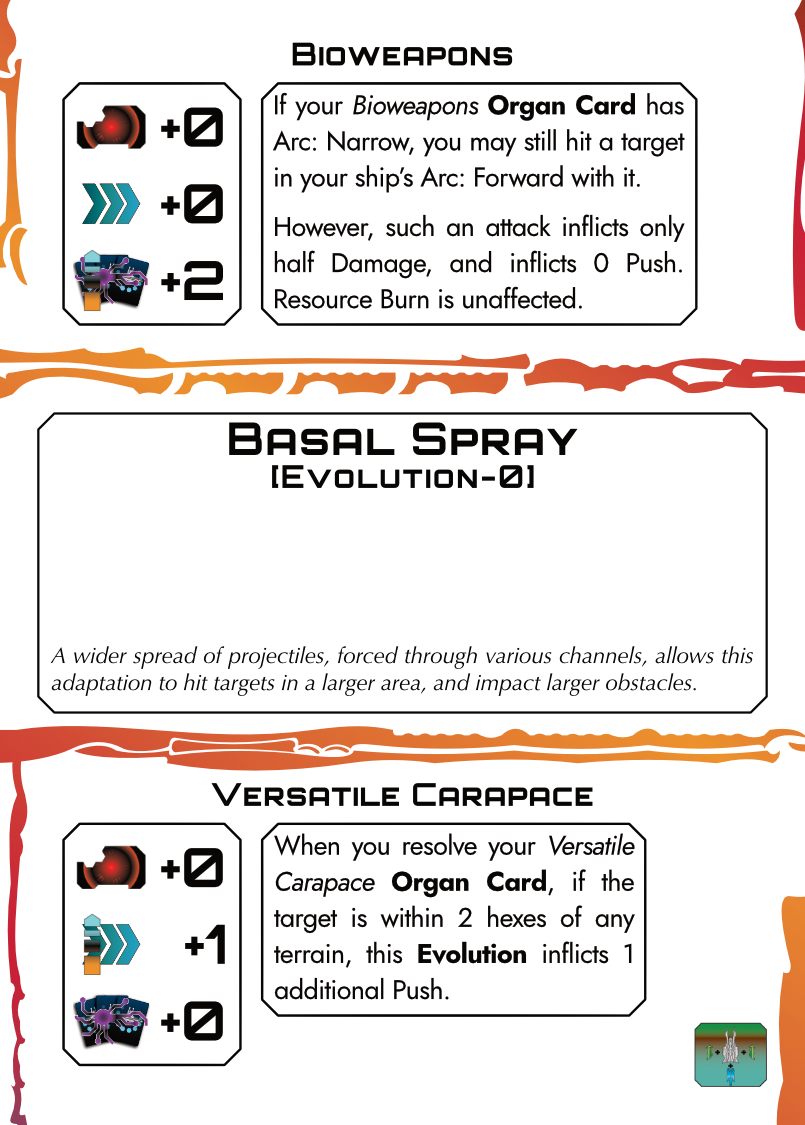 Bioweapons
+0
+0
+2
If your Bioweapons Organ Card has
Arc: Narrow, you may still hit a target
in your ship's Arc: Forward with it.
However, such an attack inflicts only
half Damage, and inflicts 0 Push.
Resource Burn is unaffected.
Basal Spray
[Evolution-0]
A wider spread of projectiles, forced through various channels, allows this
adaptation to hit targets in a larger area, and impact larger obstacles.
Versatile Carapace
+0
+1
+0
When you resolve your Versatile
Carapace Organ Card, if the
target is within 2 hexes of any
terrain, this Evolution inflicts 1
additional Push.